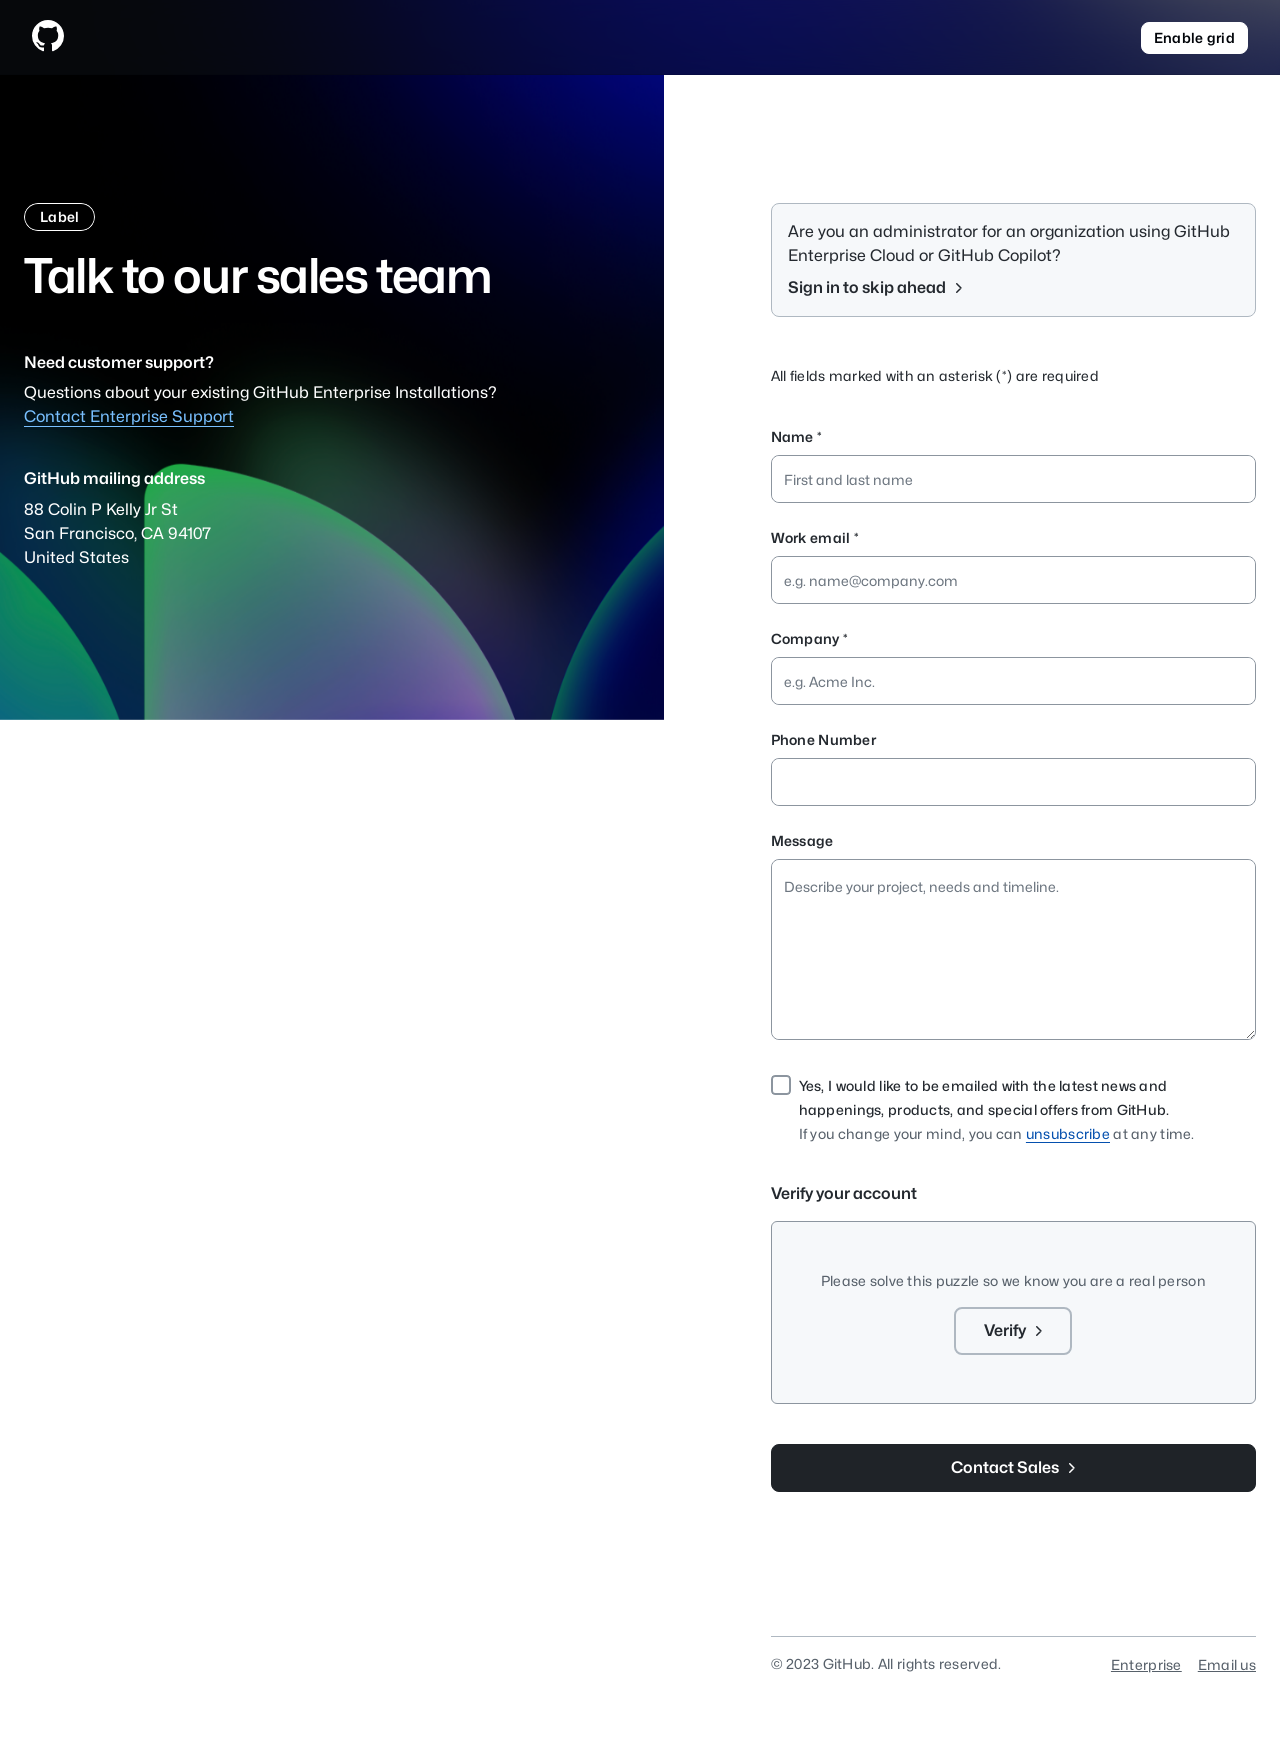 Enable grid
Label
Talk to our sales team
Need customer support?
Questions about your existing GitHub Enterprise Installations?
Contact Enterprise Support
GitHub mailing address
88 Colin P Kelly Jr St
San Francisco, CA 94107
United States
Are you an administrator for an organization using GitHub
Enterprise Cloud or GitHub Copilot?
Sign in to skip ahead
All fields marked with an asterisk (*) are required
Name *
First and last name
Work email *
e.g. name@company.com
Company *
e.g. Acme Inc.
Phone Number
Message
Describe your project, needs and timeline.
Yes, I would like to be emailed with the latest news and
happenings, products, and special offers from GitHub.
If you change your mind, you can unsubscribe at any time.
Verify your account
Please solve this puzzle so we know you are a real person
Verify
Contact Sales
© 2023 GitHub. All rights reserved.
Enterprise
Email us